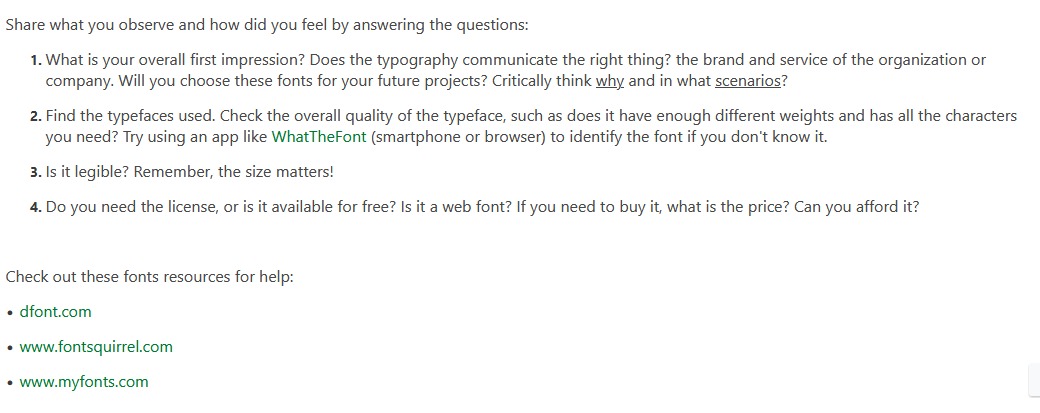 Share what you observe and how did you feel by answering the questions:
1. What is your overall first impression? Does the typography communicate the right thing? the brand and service of the organization or
company. Will you choose these fonts for your future projects? Critically think why and in what scenarios?
2. Find the typefaces used. Check the overall quality of the typeface, such as does it have enough different weights and has all the characters
you need? Try using an app like WhatTheFont (smartphone or browser) to identify the font if you don't know it.
3. Is it legible? Remember, the size matters!
4. Do you need the license, or is it available for free? Is it a web font? If you need to buy it, what is the price? Can you afford it?
Check out these fonts resources for help:
• dfont.com
• www.fontsquirrel.com
• www.myfonts.com